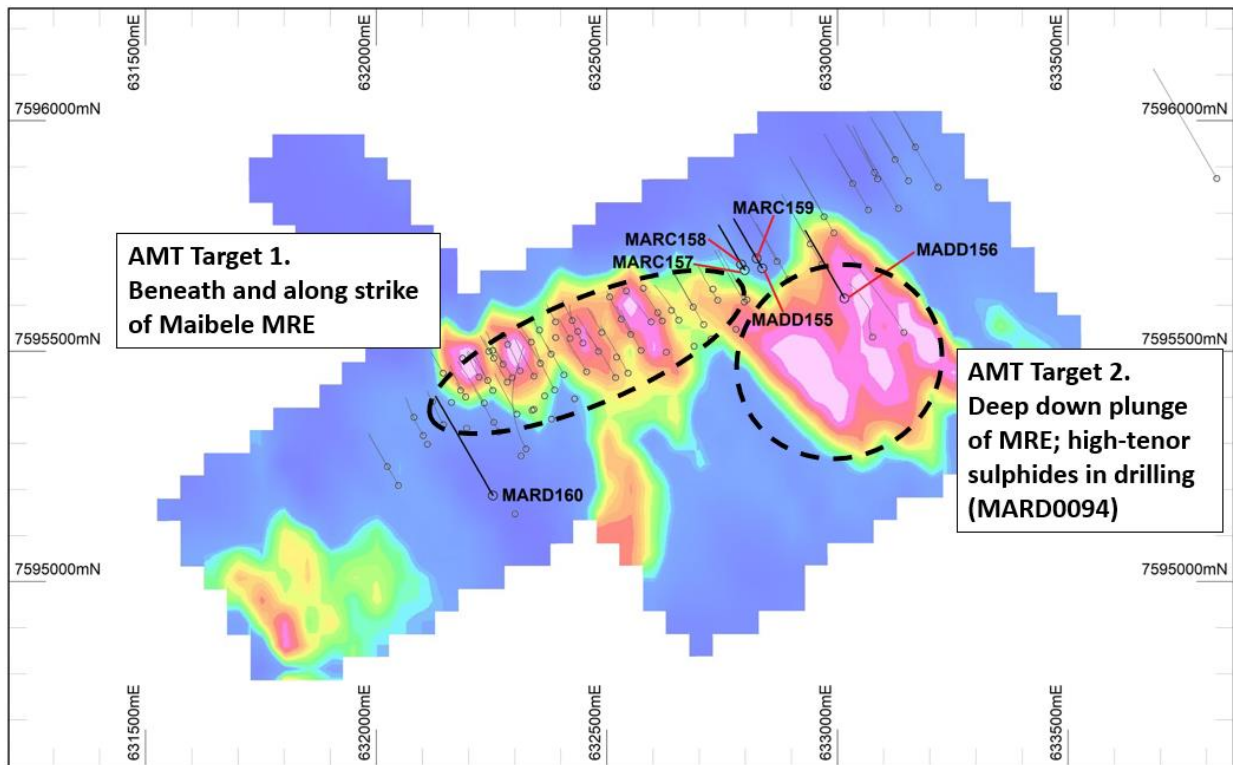 631500mE
632000mE
632500mE
633000mE
633500mE
7596000mN
7596000mN
MARC159
MARC158
MARC157
MADD156
MADD155
AMT Target 1.
Beneath and along strike
of Maibele MRE
7595500mN
7595500mN
AMT Target 2.
Deep down plunge
of MRE; high-tenor
sulphides in drilling
(MARD0094)
MARD160
7595000mN
7595000mN
631500mE
632000mE
632500mE
633000mE
633500mE